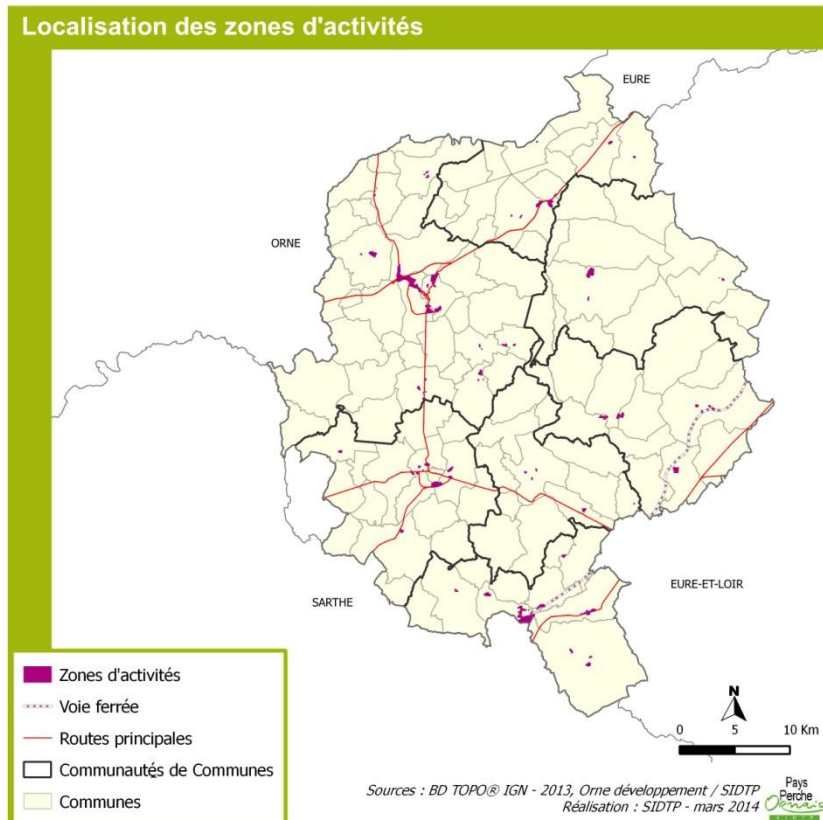 Localisation des zones d'activités
EURE
ORNE
EURE-ET-LOIR
SARTHE
Zones d'activités
Voie ferrée
Routes principales
Communautés de Communes
Communes
N
0 5 10 Km
Sources : BD TOPO® IGN - 2013, Orne développement / SIDTP
Réalisation : SIDTP - mars 2014
Pays
Perche
Ornais
SIDTP